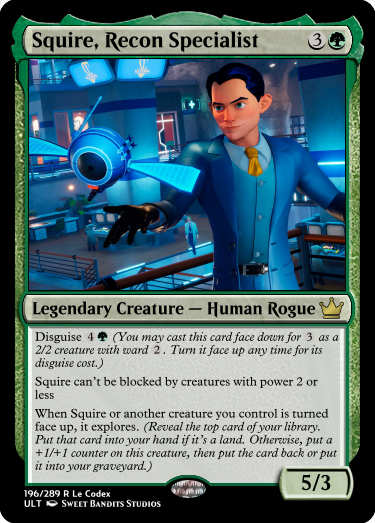 Squire, Recon Specialist 3
Legendary Creature — Human Rogue
Disguise 4 (You may cast this card face down for 3 as a
2/2 creature with ward 2. Turn it face up any time for its
disguise cost.)
Squire can't be blocked by creatures with power 2 or
less
When Squire or another creature you control is turned
face up, it explores. (Reveal the top card of your library.
Put that card into your hand if it's a land. Otherwise, put a
+1/+1 counter on this creature, then put the card back or put
it into your graveyard.)
5/3
196/289 R Le Codex
ULT Sweet Bandits Studios